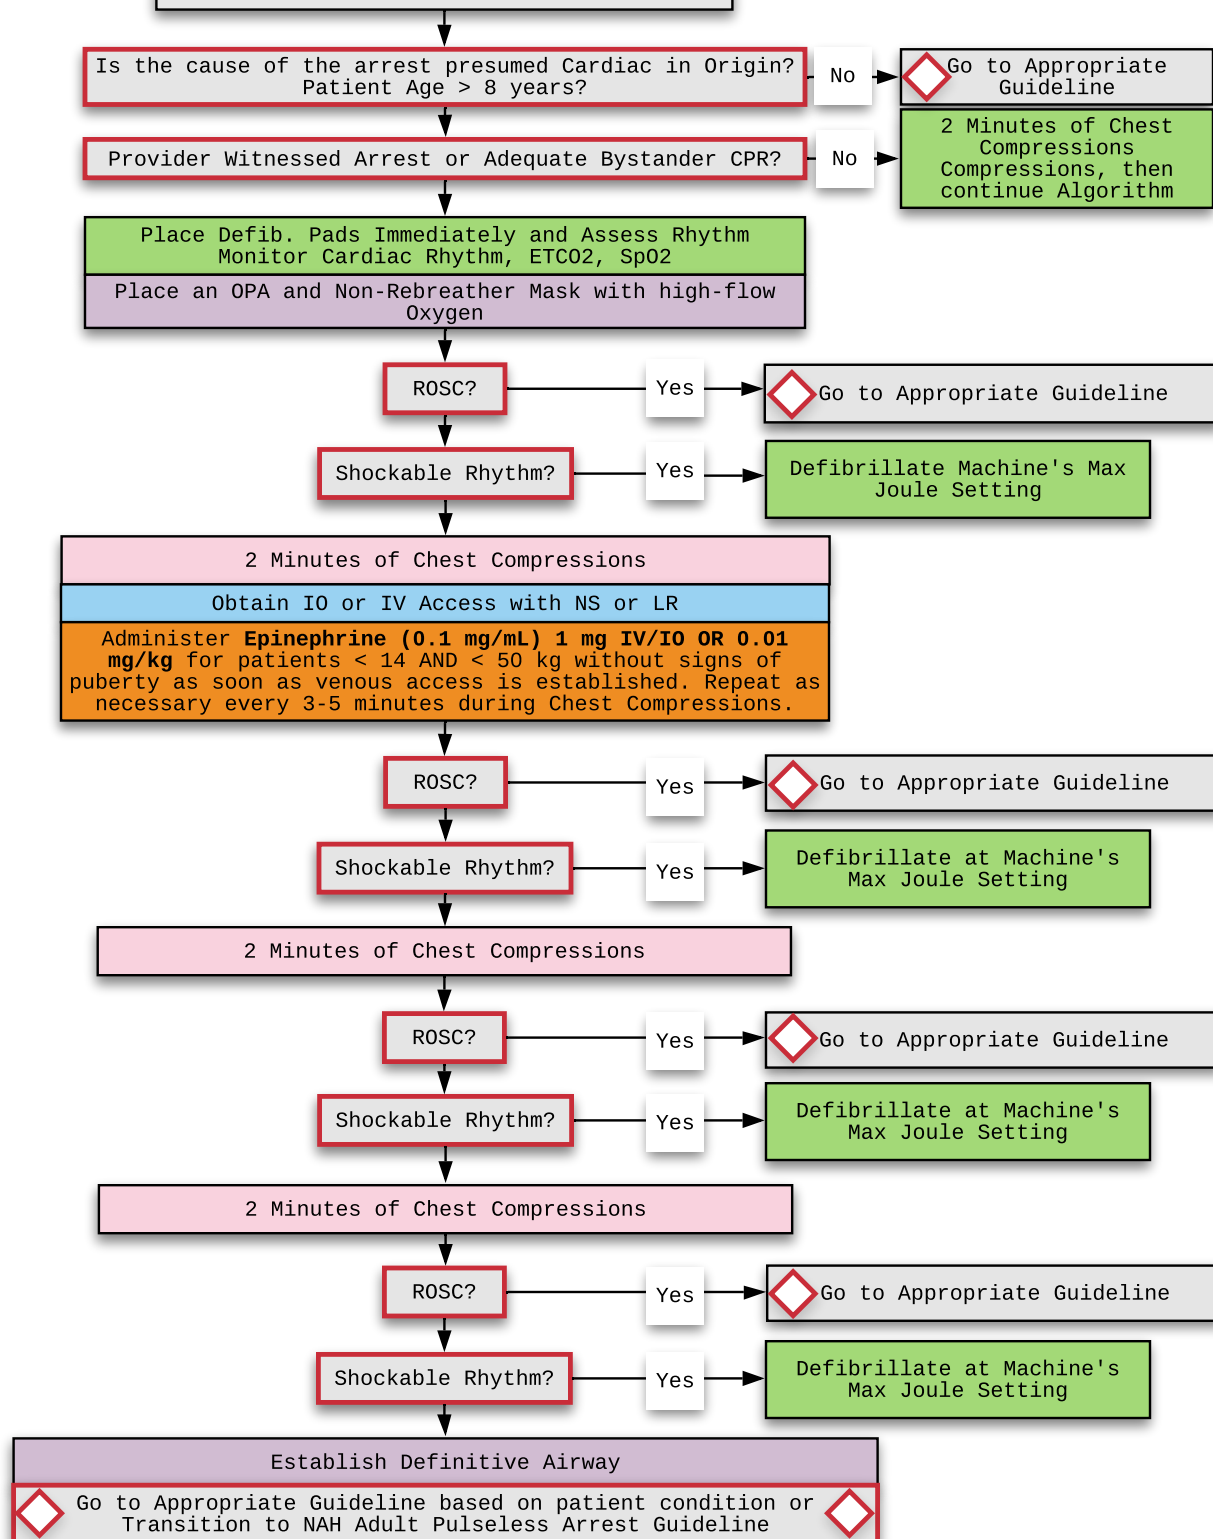 Is the cause of the arrest presumed Cardiac in Origin?
Patient Age > 8 years?
No
Go to Appropriate
Guideline
Provider Witnessed Arrest or Adequate Bystander CPR?
No
2 Minutes of Chest
Compressions
Compressions, then
continue Algorithm
Place Defib. Pads Immediately and Assess Rhythm
Monitor Cardiac Rhythm, ETCO2, SpO2
Place an OPA and Non-Rebreather Mask with high-flow
Oxygen
ROSC?
Yes
Go to Appropriate Guideline
Shockable Rhythm?
Yes
Defibrillate Machine's Max
Joule Setting
2 Minutes of Chest Compressions
Obtain IO or IV Access with NS or LR
Administer Epinephrine (0.1 mg/mL) 1 mg IV/IO OR 0.01
mg/kg for patients < 14 AND < 50 kg without signs of
puberty as soon as venous access is established. Repeat as
necessary every 3-5 minutes during Chest Compressions.
ROSC?
Yes
Go to Appropriate Guideline
Shockable Rhythm?
Yes
Defibrillate at Machine's
Max Joule Setting
2 Minutes of Chest Compressions
ROSC?
Yes
Go to Appropriate Guideline
Shockable Rhythm?
Yes
Defibrillate at Machine's
Max Joule Setting
2 Minutes of Chest Compressions
ROSC?
Yes
Go to Appropriate Guideline
Shockable Rhythm?
Yes
Defibrillate at Machine's
Max Joule Setting
Establish Definitive Airway
Go to Appropriate Guideline based on patient condition or
Transition to NAH Adult Pulseless Arrest Guideline